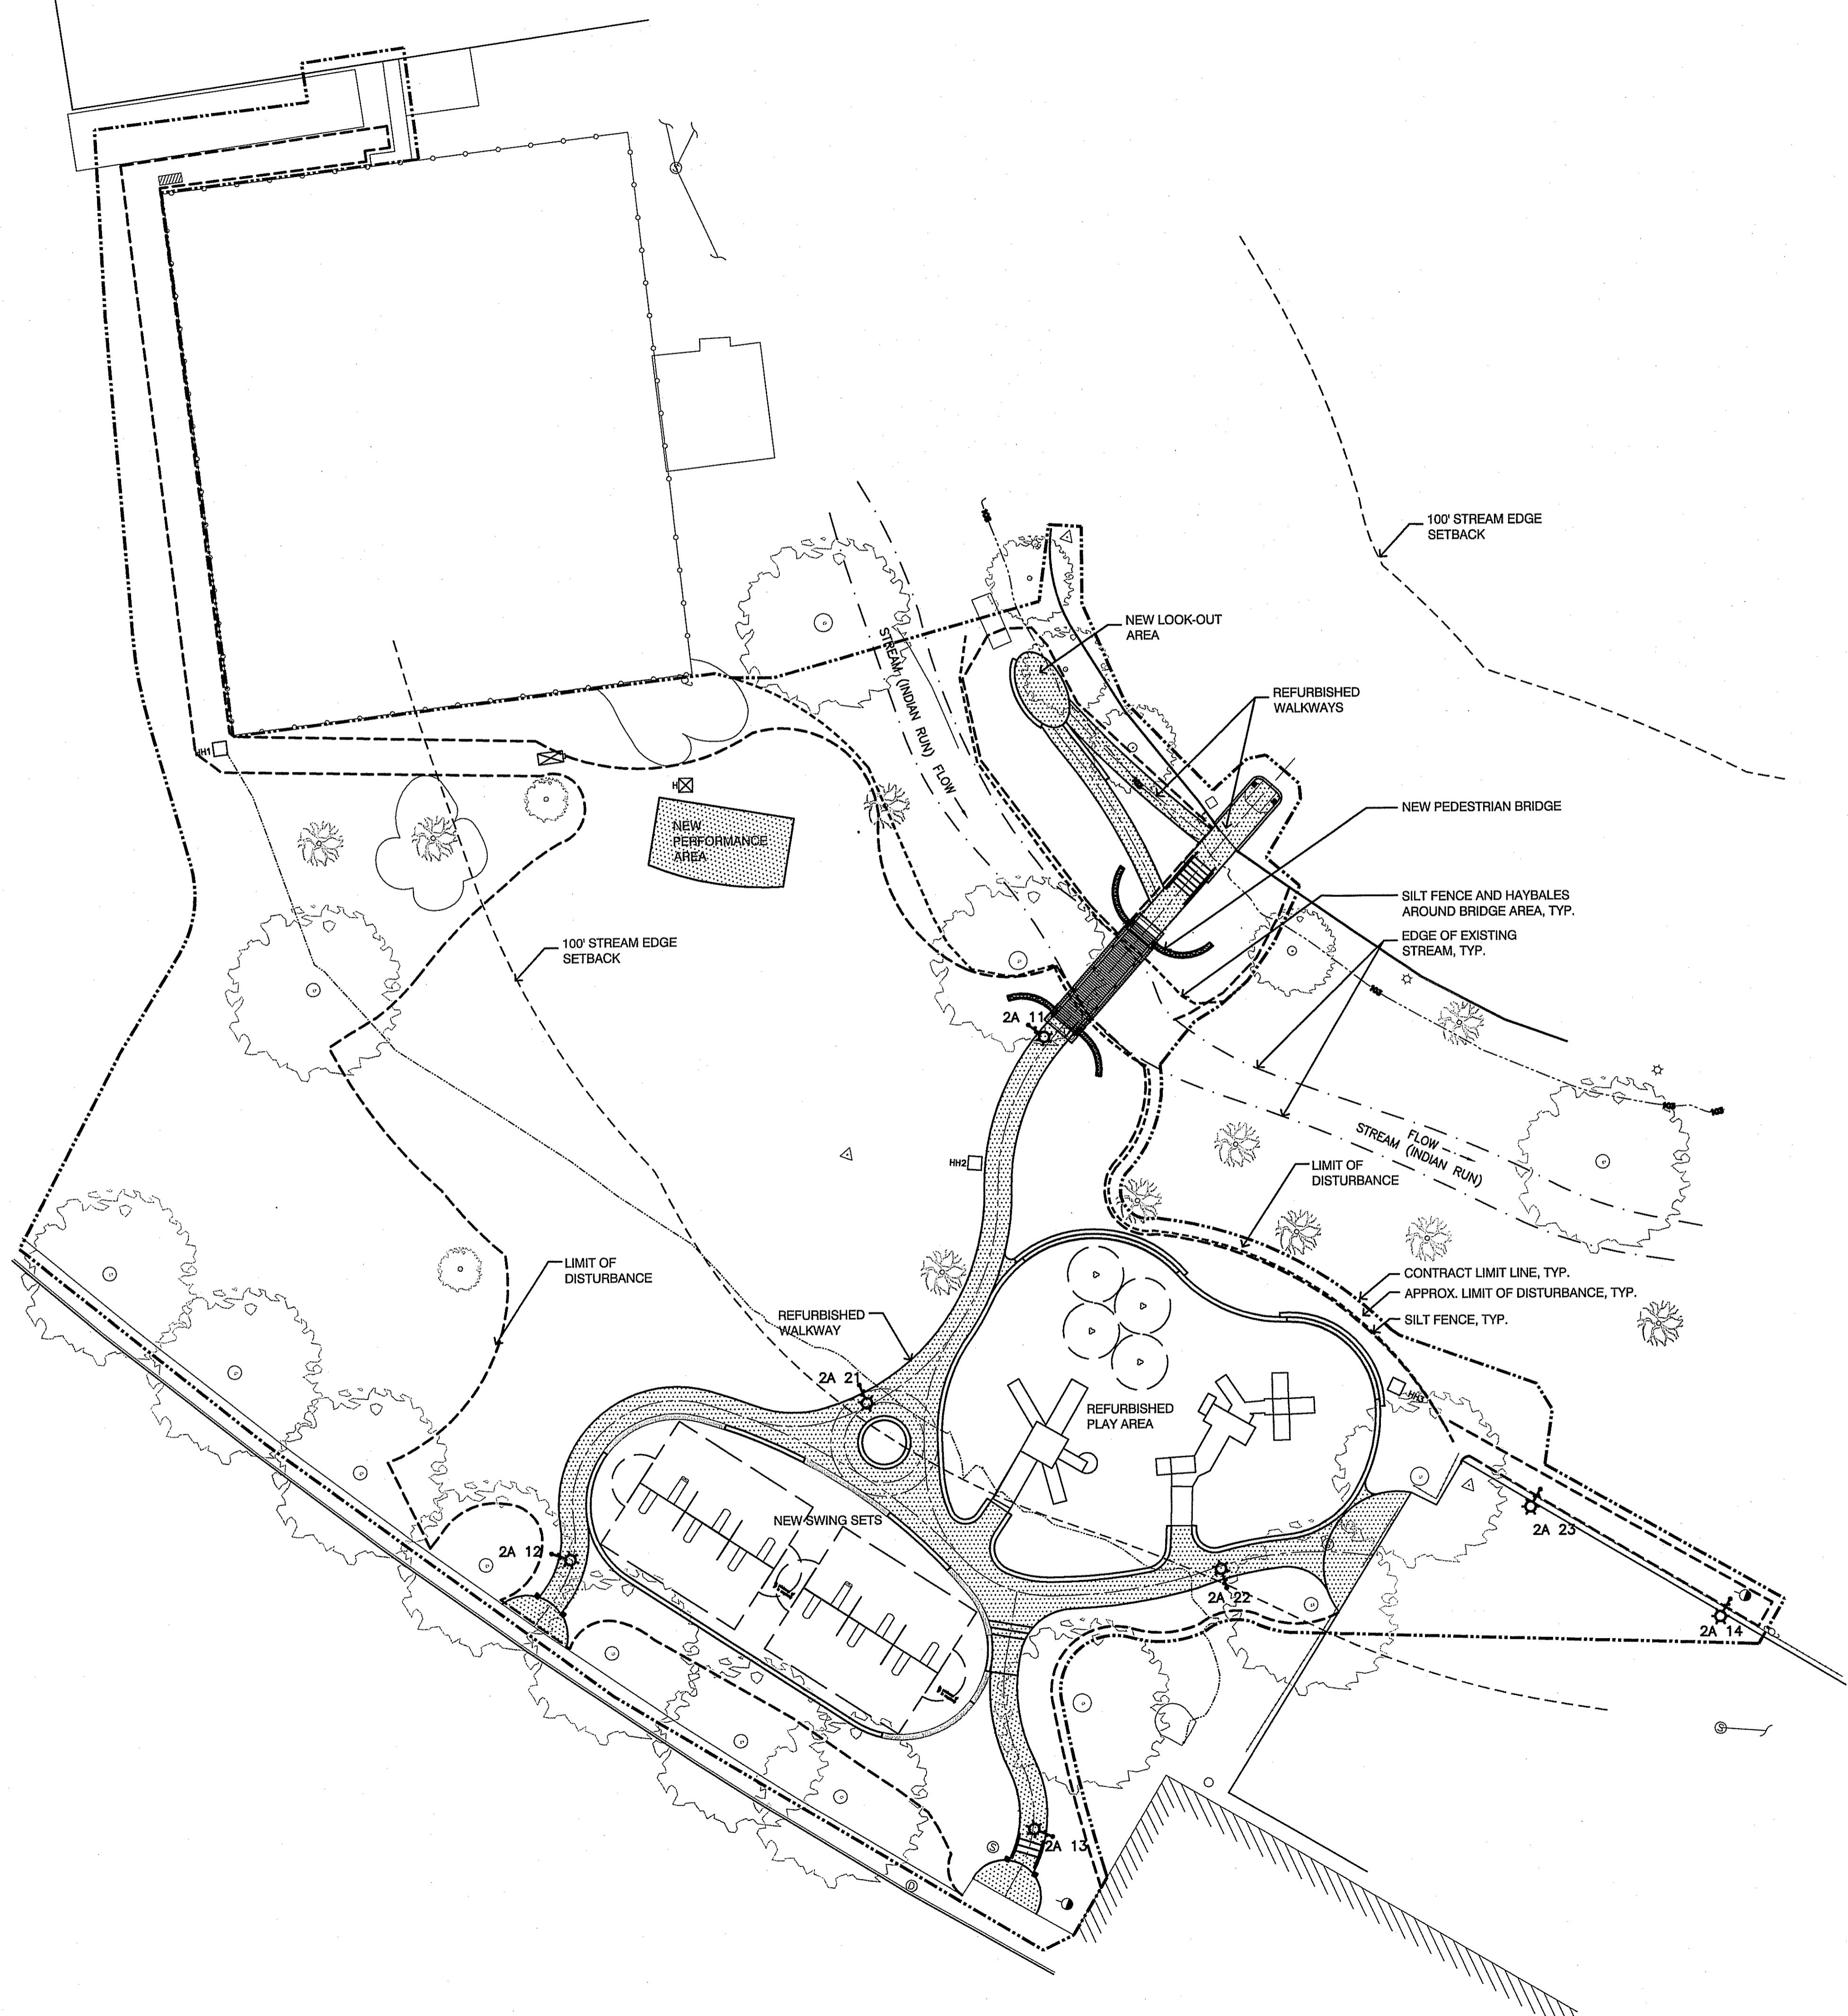 100' STREAM EDGE
SETBACK
NEW LOOK-OUT
AREA
STREAM (INDIAN RUN) FLOW
REFURBISHED
WALKWAYS
HH1
H
NEW
PERFORMANCE
AREA
NEW PEDESTRIAN BRIDGE
SILT FENCE AND HAYBALES
AROUND BRIDGE AREA, TYP.
EDGE OF EXISTING
STREAM, TYP.
100' STREAM EDGE
SETBACK
103
2A 11
103
103
FLOW
STREAM (INDIAN RUN)
HH2
LIMIT OF
DISTURBANCE
LIMIT OF
DISTURBANCE
CONTRACT LIMIT LINE, TYP.
APPROX. LIMIT OF DISTURBANCE, TYP.
SILT FENCE, TYP.
REFURBISHED
WALKWAY
2A 21
HH3
REFURBISHED
PLAY AREA
NEW SWING SETS
2A 23
2A 12
2A 22
2A 14
S
2A 13
S
D